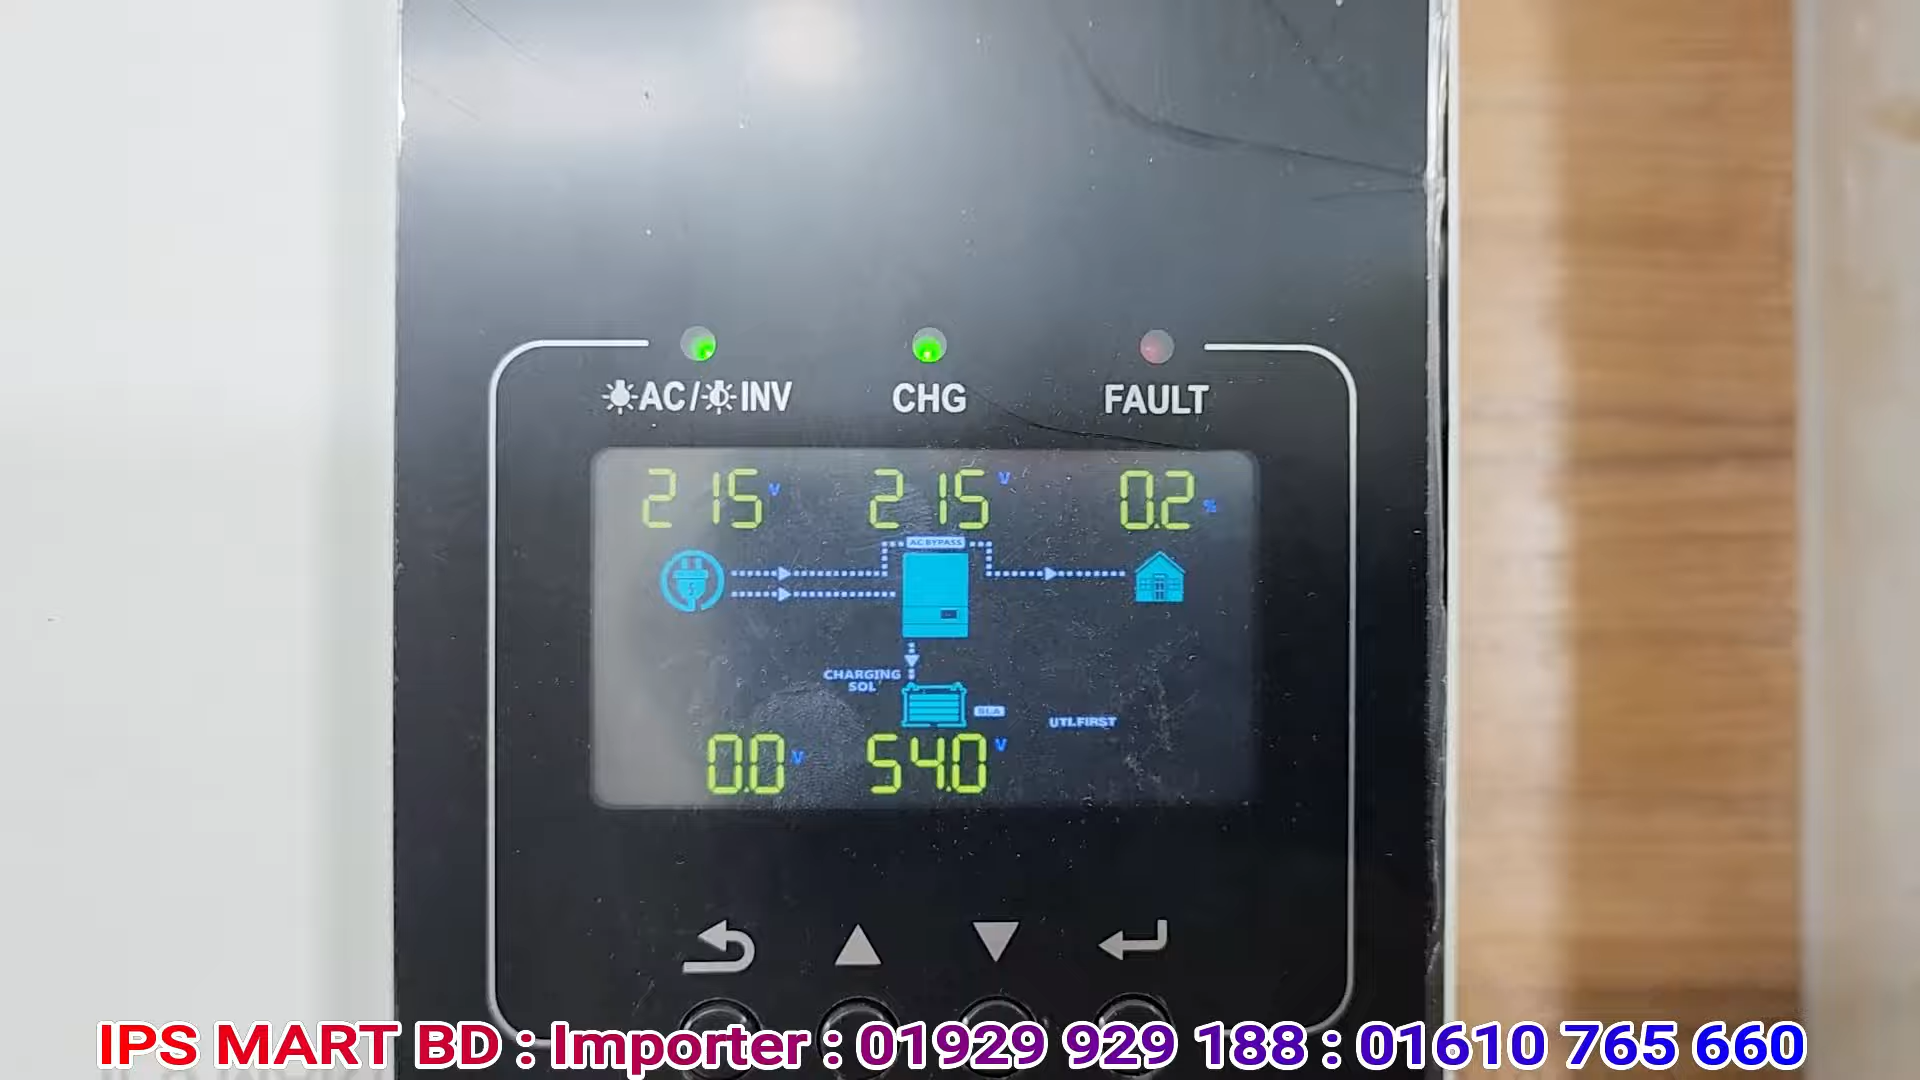 AC/INV CHG FAULT
215 V 215 V 0.2 %
AC BYPASS
CHARGING
SOL
SLA UTI.FIRST
0.0 V 54.0 V
IPS MART BD : Importer : 01929 929 188 : 01610 765 660